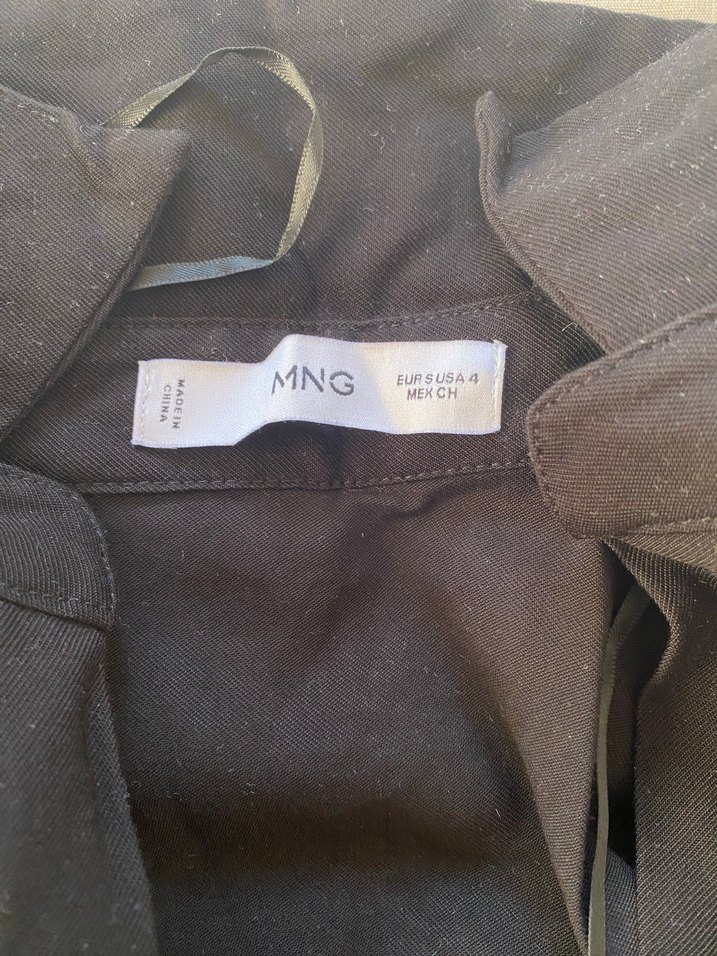 MADE IN
CHINA
MNG
EUR S USA 4
MEX CH